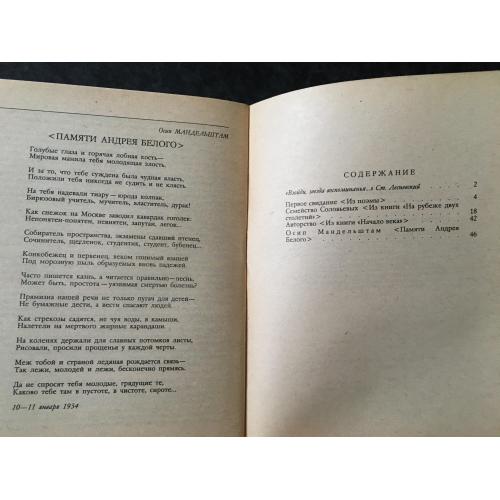 Осип МАНДЕЛЬШТАМ
<ПАМЯТИ АНДРЕЯ БЕЛОГО>
Голубые глаза и горячая лобная кость—
Мировая манила тебя молодящая злость.
И за то, что тебе суждена была чудная власть,
Положили тебя никогда не судить и не клясть.
На тебя надевали тиару — юрода колпак,
Бирюзовый учитель, мучитель, властитель, дурак!
Как снежок на Москве заводил кавардак гоголек.
Непонятен-понятен, невнятен, запутан, легок...
Собиратель пространства, экзамены сдавший птенец,
Сочинитель, щегленок, студентик, студент, бубенец...
Конькобежец и первенец, веком гонимый взашей
Под морозную пыль образуемых вновь падежей.
Часто пишется казнь, а читается правильно—песнь.
Может быть, простота — уязвимая смертью болезнь?
Прямизна нашей речи не только пугач для детей—
Не бумажные дести, а вести спасают людей.
Как стрекозы садятся, не чуя воды, в камыши,
Налетели на мертвого жирные карандаши.
На коленях держали для славных потомков листы,
Рисовали, просили прощенья у каждой черты.
Меж тобой и страной ледяная рождается связь—
Так лежи, молодей и лежи, бесконечно прямясь.
Да не спросят тебя молодые, грядущие те,
Каково тебе там в пустоте, в чистоте, сироте...
10—11 января 1934
СОДЕРЖАНИЕ
«Взойди, звезда воспоминанья...» Ст. Лесневский 2
Первое свидание <Из поэмы> 4
Семейство Соловьевых <Из книги «На рубеже двух
столетий»> 18
Авторство <Из книги «Начало века»> 42
Осип Мандельштам <Памяти Андрея
Белого> 46